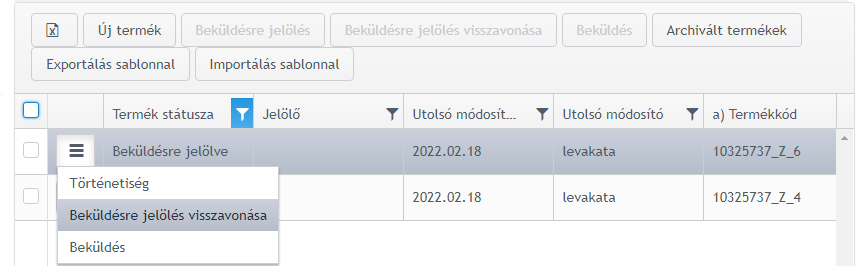 Új termék Beküldésre jelölés Beküldésre jelölés visszavonása Beküldés Archivált termékek
Exportálás sablonnal Importálás sablonnal
Termék státusza Jelölő Utolsó módosít... Utolsó módosító a) Termékkód
Beküldésre jelölve 2022.02.18 levakata 10325737_Z_6
Történetiség
2022.02.18 levakata 10325737_Z_4
Beküldésre jelölés visszavonása
Beküldés